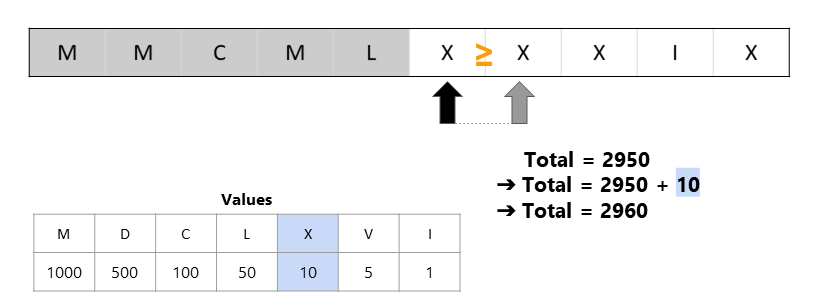 M M C M L X ≥ X X I X
Total = 2950
➔ Total = 2950 + 10
➔ Total = 2960
Values
M D C L X V I
1000 500 100 50 10 5 1